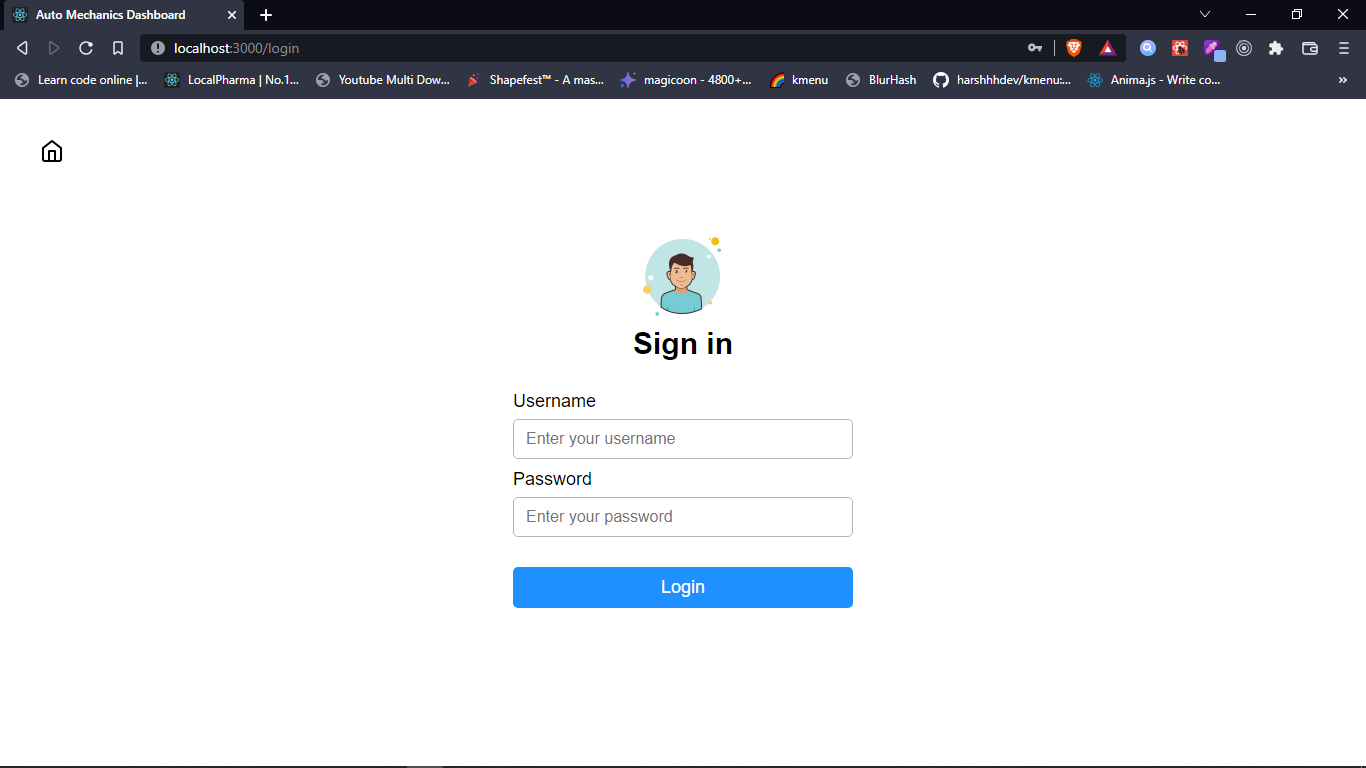 Auto Mechanics Dashboard
localhost:3000/login
Learn code online |... LocalPharma | No.1... Youtube Multi Dow... Shapefest™ - A mas... magicoon - 4800+... kmenu BlurHash harshhhdev/kmenu:... Anima.js - Write co... »
Sign in
Username
Enter your username
Password
Enter your password
Login